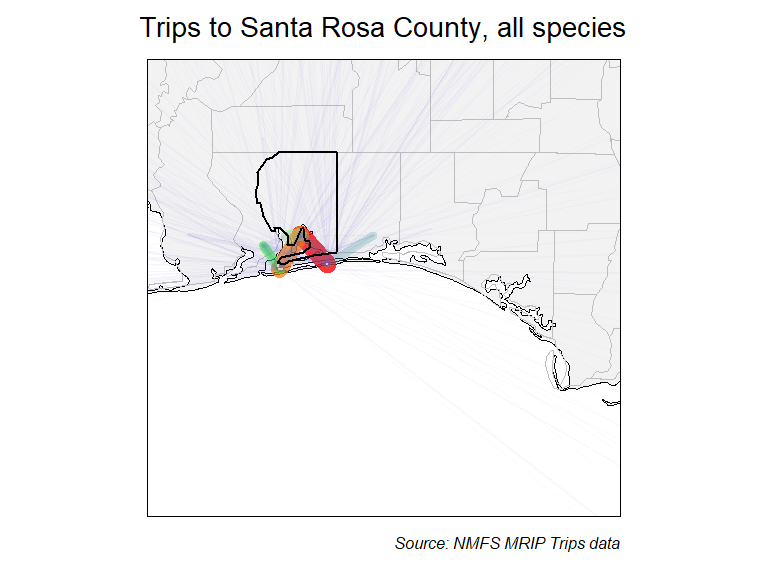 Trips to Santa Rosa County, all species
Source: NMFS MRIP Trips data